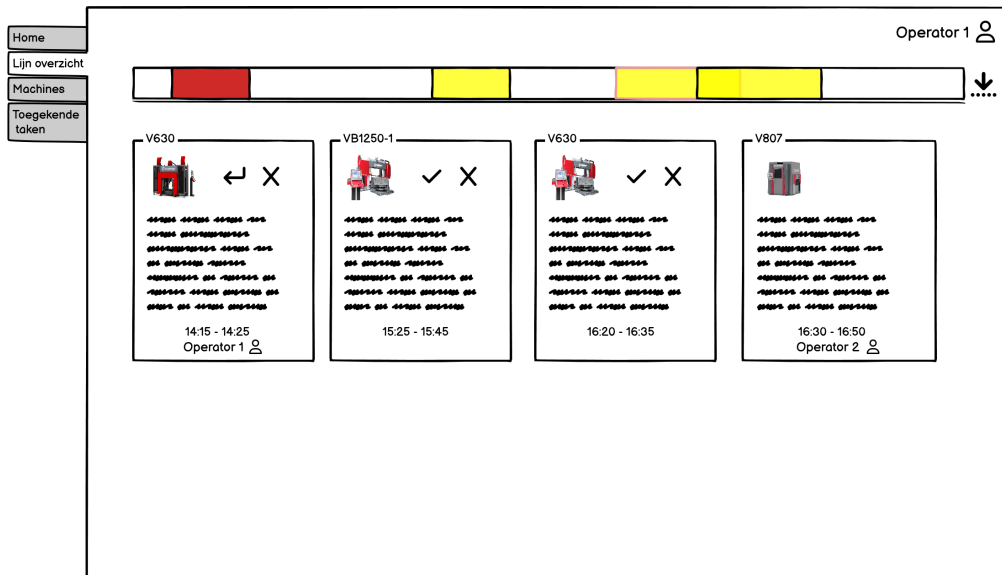 Operator 1
Home
Lijn overzicht
Machines
Toegekende
taken
V630
VB1250-1
V630
V807
14:15 - 14:25
Operator 1
15:25 - 15:45
16:20 - 16:35
16:30 - 16:50
Operator 2